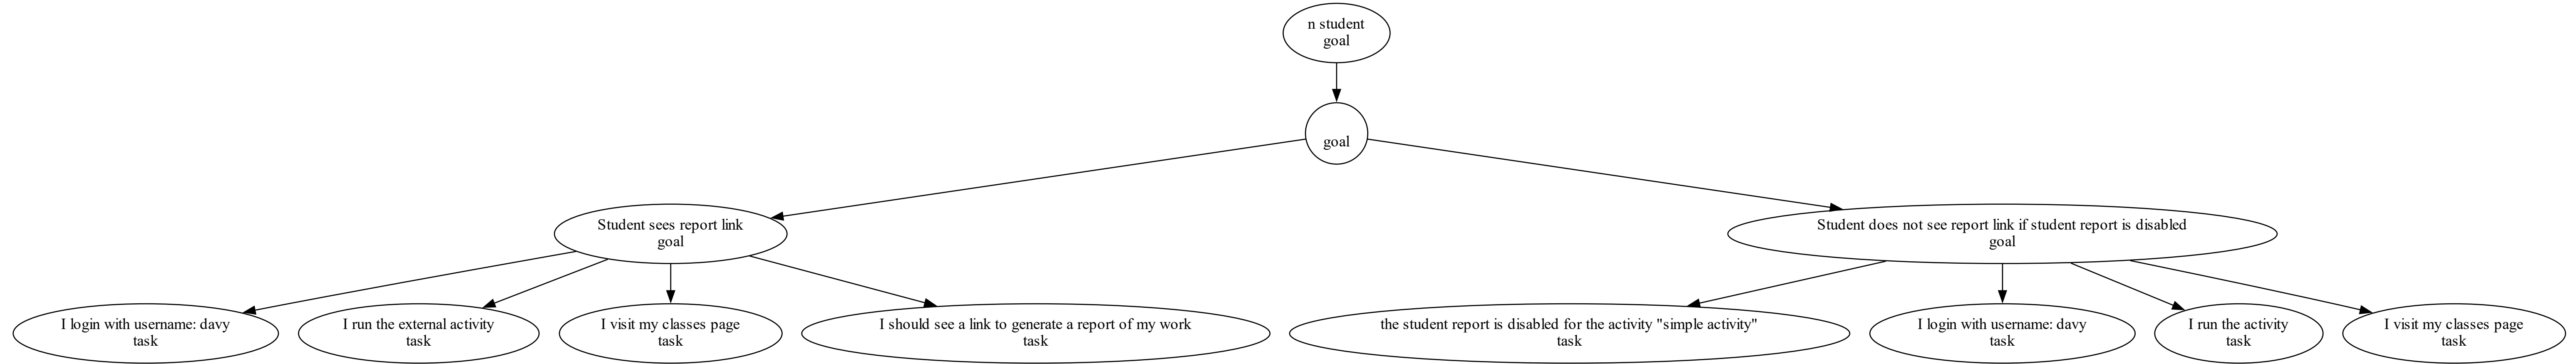 n student
goal
goal
Student sees report link
goal
Student does not see report link if student report is disabled
goal
I login with username: davy
task
I run the external activity
task
I visit my classes page
task
I should see a link to generate a report of my work
task
the student report is disabled for the activity "simple activity"
task
I login with username: davy
task
I run the activity
task
I visit my classes page
task